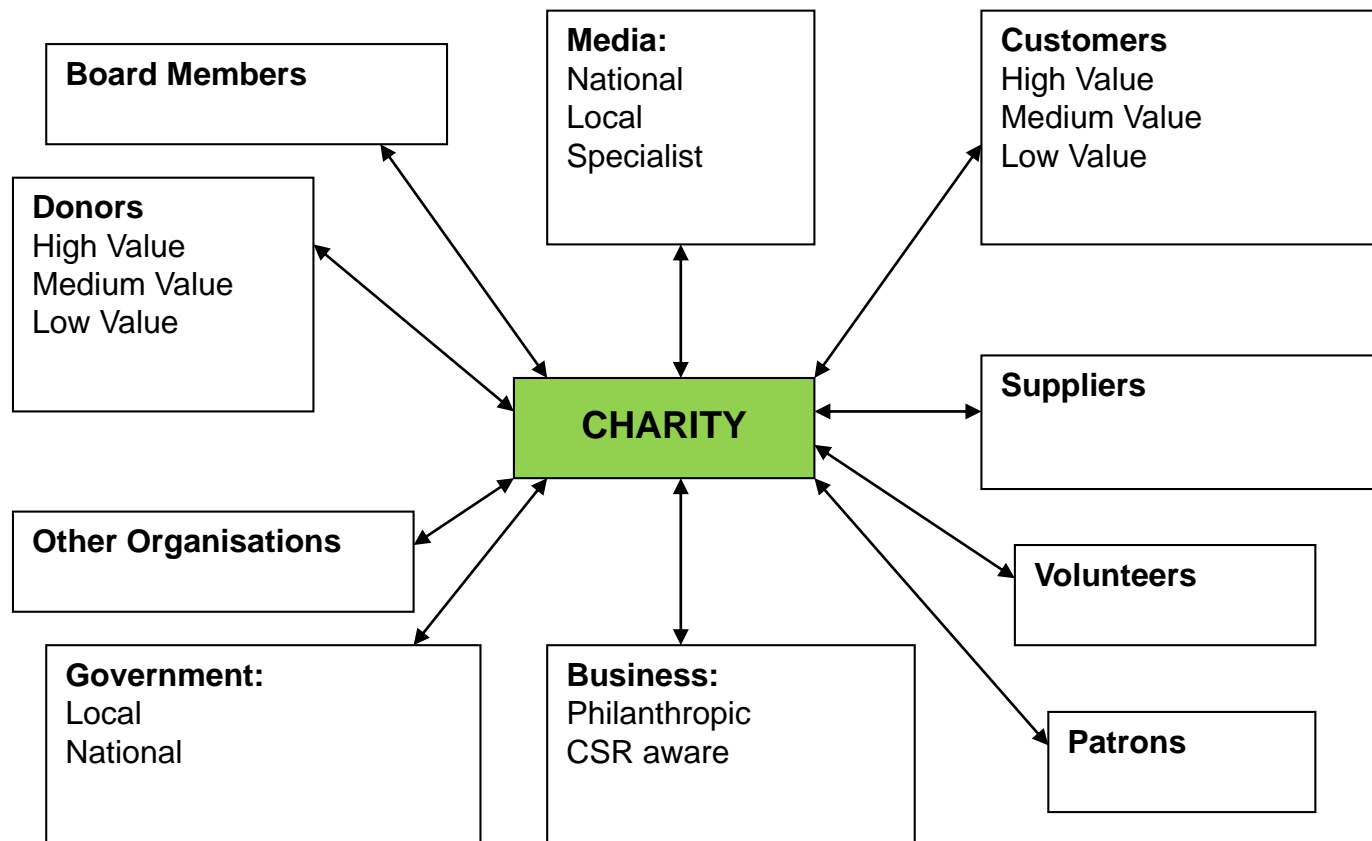 Board Members
Media:
National
Local
Specialist
Customers
High Value
Medium Value
Low Value
Donors
High Value
Medium Value
Low Value
CHARITY
Suppliers
Other Organisations
Volunteers
Government:
Local
National
Business:
Philanthropic
CSR aware
Patrons